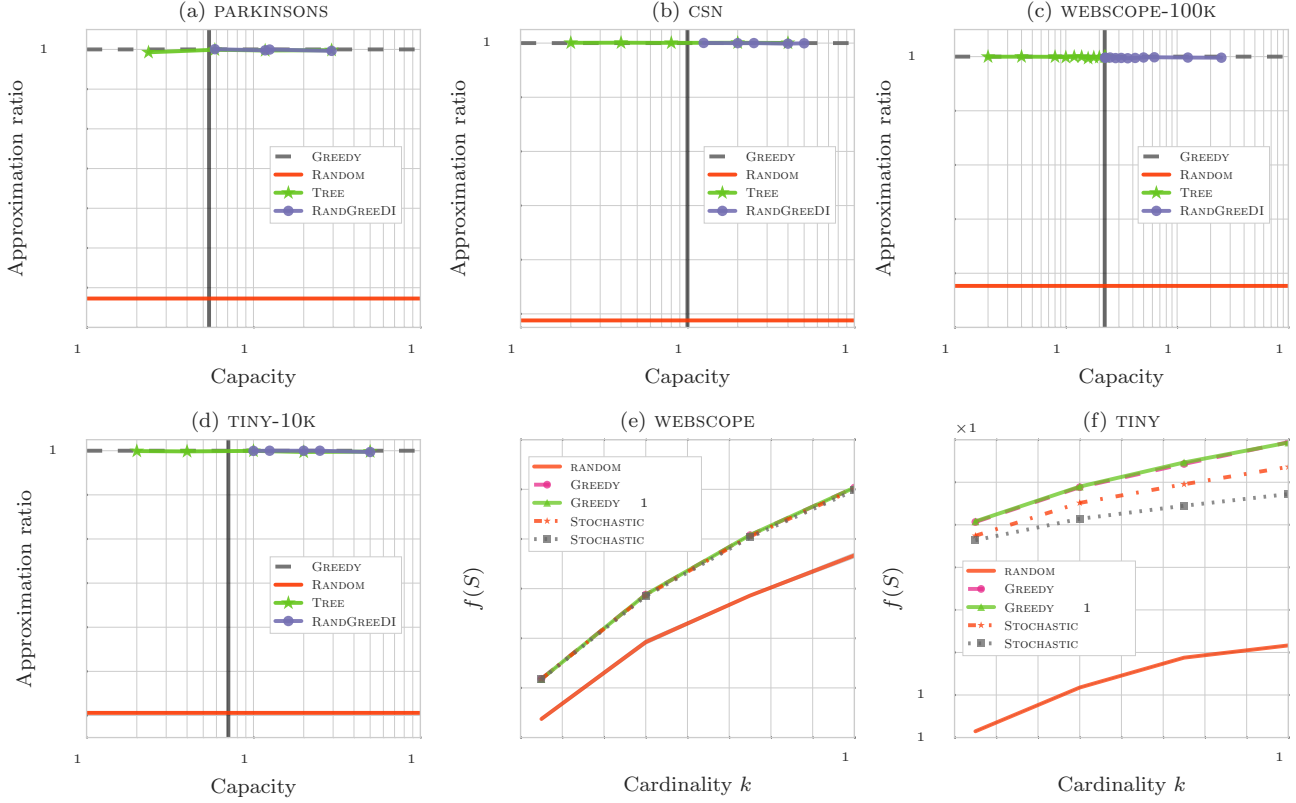 (a) PARKINSONS
1
Approximation ratio
GREEDY
RANDOM
TREE
RANDGREEDI
1
1
1
Capacity
(b) CSN
1
Approximation ratio
GREEDY
RANDOM
TREE
RANDGREEDI
1
1
1
Capacity
(c) WEBSCOPE-100K
1
Approximation ratio
GREEDY
RANDOM
TREE
RANDGREEDI
1
1
1
1
Capacity
(d) TINY-10K
1
Approximation ratio
GREEDY
RANDOM
TREE
RANDGREEDI
1
1
1
Capacity
(e) WEBSCOPE
f(S)
RANDOM
GREEDY
GREEDY 1
STOCHASTIC
STOCHASTIC
1
Cardinality k
(f) TINY
×1
f(S)
RANDOM
GREEDY
GREEDY 1
STOCHASTIC
STOCHASTIC
1
1
1
Cardinality k